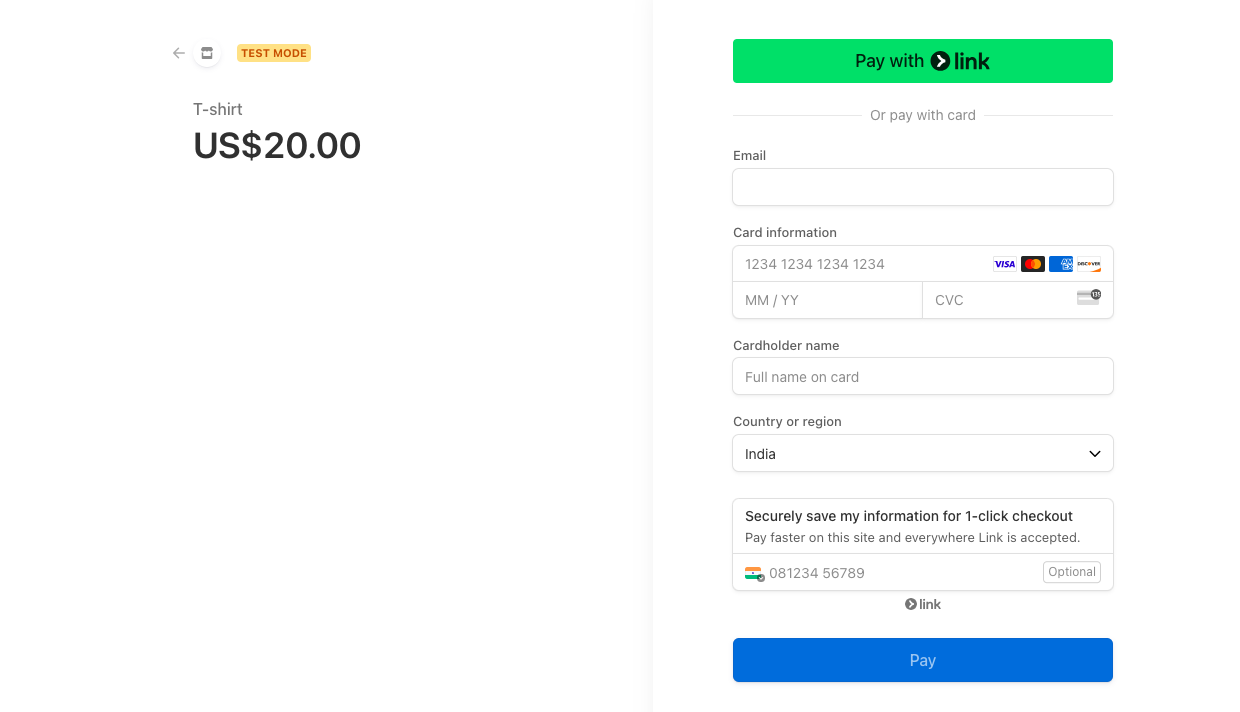 TEST MODE
T-shirt
US$20.00
Pay with link
Or pay with card
Email
Card information
1234 1234 1234 1234 VISA AMEX DISCOVER
MM / YY CVC 135
Cardholder name
Full name on card
Country or region
India
Securely save my information for 1-click checkout
Pay faster on this site and everywhere Link is accepted.
081234 56789 Optional
link
Pay